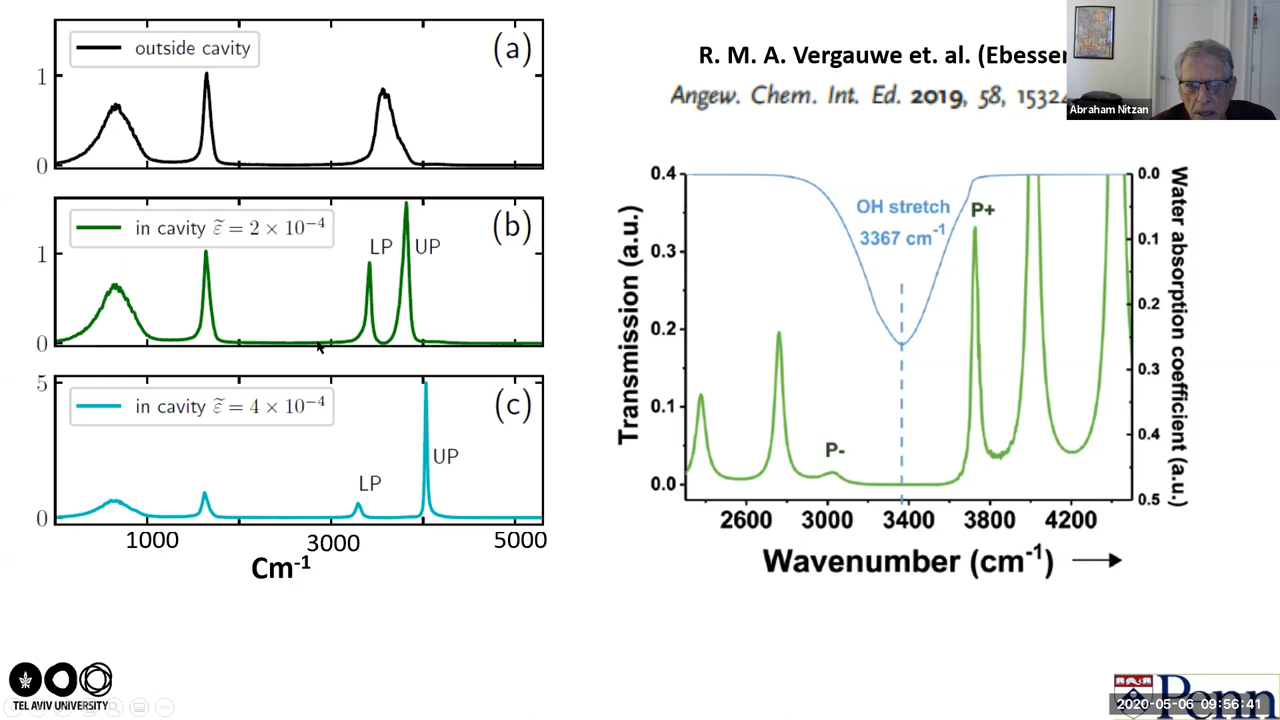 outside cavity
(a)
1
0
in cavity ε̃ = 2 × 10⁻⁴
(b)
LP
UP
1
0
in cavity ε̃ = 4 × 10⁻⁴
(c)
LP
UP
5
0
1000 3000 5000
Cm⁻¹
R. M. A. Vergauwe et. al. (Ebessen
Angew. Chem. Int. Ed. 2019, 58, 1532
Abraham Nitzan
Transmission (a.u.)
0.4
0.3
0.2
0.1
0.0
OH stretch
3367 cm⁻¹
P+
P-
0.0
0.1
0.2
0.3
0.4
0.5
Water absorption coefficient (a.u.)
2600 3000 3400 3800 4200
Wavenumber (cm⁻¹)
TEL AVIV UNIVERSITY
Penn
2020-05-06 09:56:41